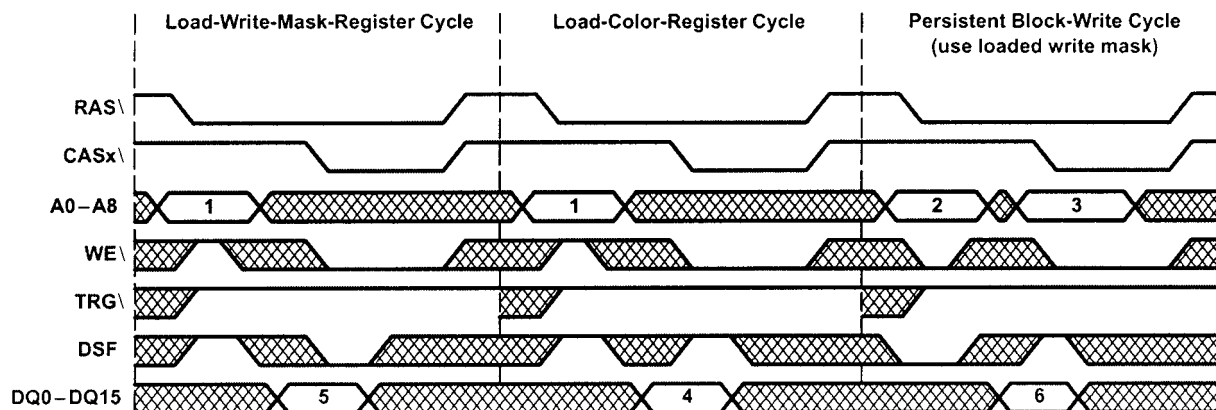 Load-Write-Mask-Register Cycle
Load-Color-Register Cycle
Persistent Block-Write Cycle
(use loaded write mask)
RAS\
CASx\
A0–A8
1
1
2
3
WE\
TRG\
DSF
DQ0–DQ15
5
4
6